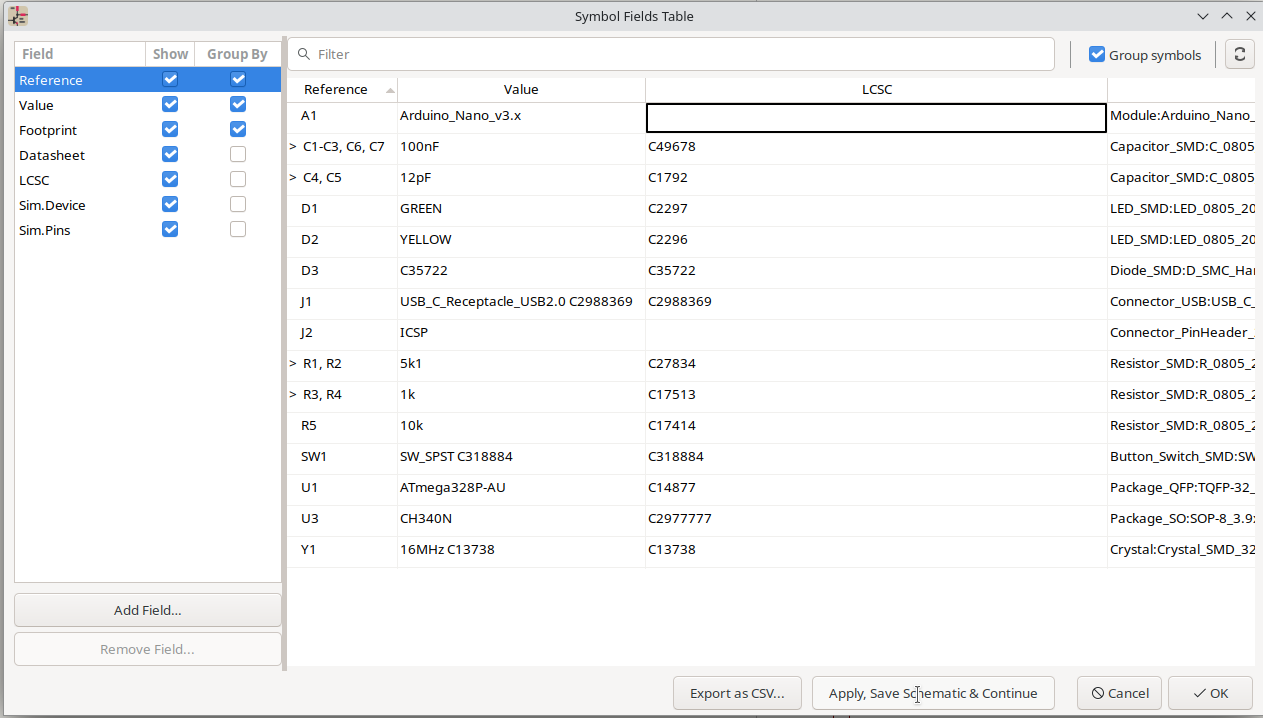 Symbol Fields Table
Field Show Group By
Reference
Value
Footprint
Datasheet
LCSC
Sim.Device
Sim.Pins
Add Field...
Remove Field...
Filter
Group symbols
Reference Value LCSC
A1 Arduino_Nano_v3.x Module:Arduino_Nano_
> C1-C3, C6, C7 100nF C49678 Capacitor_SMD:C_0805
> C4, C5 12pF C1792 Capacitor_SMD:C_0805
D1 GREEN C2297 LED_SMD:LED_0805_20
D2 YELLOW C2296 LED_SMD:LED_0805_20
D3 C35722 C35722 Diode_SMD:D_SMC_Har
J1 USB_C_Receptacle_USB2.0 C2988369 C2988369 Connector_USB:USB_C_
J2 ICSP Connector_PinHeader_
> R1, R2 5k1 C27834 Resistor_SMD:R_0805_2
> R3, R4 1k C17513 Resistor_SMD:R_0805_2
R5 10k C17414 Resistor_SMD:R_0805_2
SW1 SW_SPST C318884 C318884 Button_Switch_SMD:SW
U1 ATmega328P-AU C14877 Package_QFP:TQFP-32_
U3 CH340N C2977777 Package_SO:SOP-8_3.9x
Y1 16MHz C13738 C13738 Crystal:Crystal_SMD_32
Export as CSV... Apply, Save Schematic & Continue Cancel OK